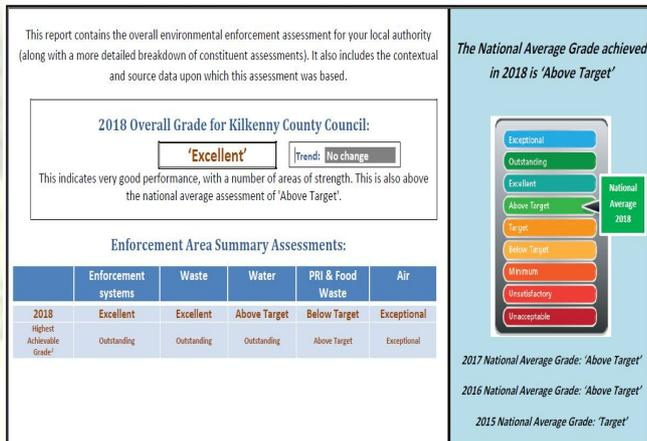 This report contains the overall environmental enforcement assessment for your local authority
(along with a more detailed breakdown of constituent assessments). It also includes the contextual
and source data upon which this assessment was based.
2018 Overall Grade for Kilkenny County Council:
'Excellent'
Trend: No change
This indicates very good performance, with a number of areas of strength. This is also above
the national average assessment of 'Above Target'.
Enforcement Area Summary Assessments:
Enforcement systems Waste Water PRI & Food Waste Air
2018 Excellent Excellent Above Target Below Target Exceptional
Highest Achievable Grade¹ Outstanding Outstanding Outstanding Above Target Exceptional
The National Average Grade achieved
in 2018 is 'Above Target'
Exceptional
Outstanding
Excellent
Above Target
Target
Below Target
Minimum
Unsatisfactory
Unacceptable
National
Average
2018
2017 National Average Grade: 'Above Target'
2016 National Average Grade: 'Above Target'
2015 National Average Grade: 'Target'